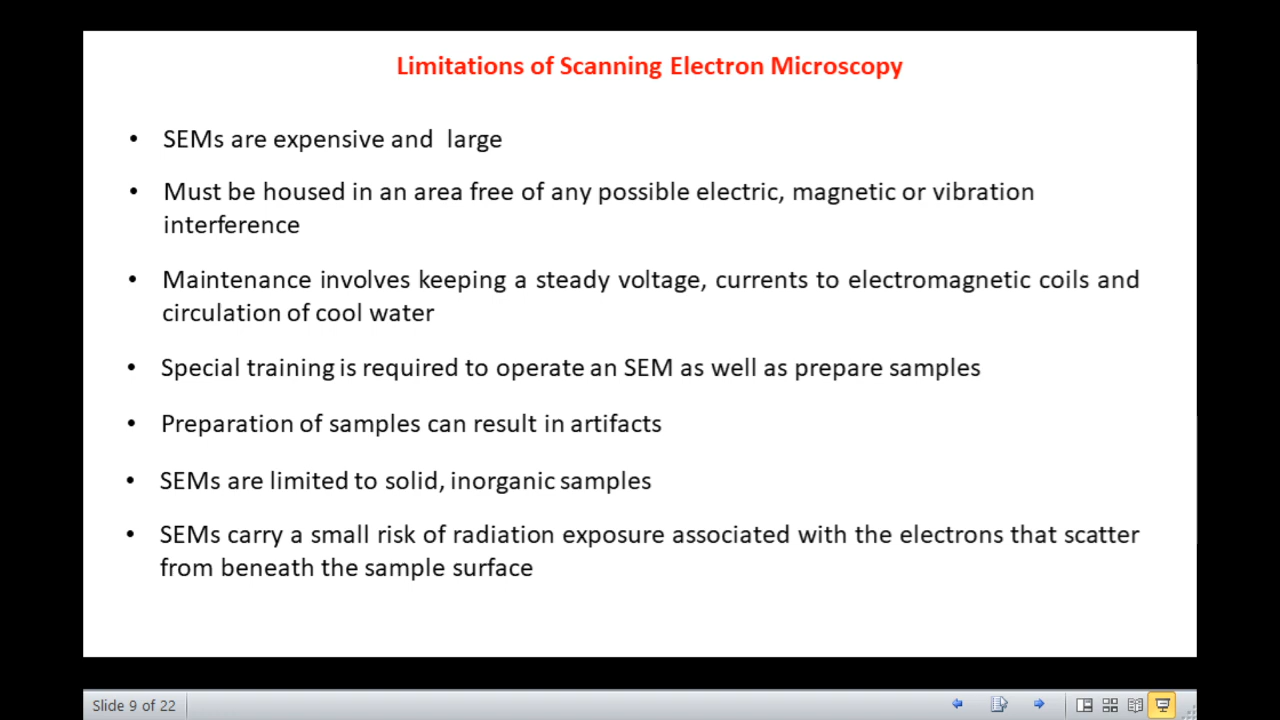 Limitations of Scanning Electron Microscopy
• SEMs are expensive and  large
• Must be housed in an area free of any possible electric, magnetic or vibration
interference
• Maintenance involves keeping a steady voltage, currents to electromagnetic coils and
circulation of cool water
• Special training is required to operate an SEM as well as prepare samples
• Preparation of samples can result in artifacts
• SEMs are limited to solid, inorganic samples
• SEMs carry a small risk of radiation exposure associated with the electrons that scatter
from beneath the sample surface
Slide 9 of 22